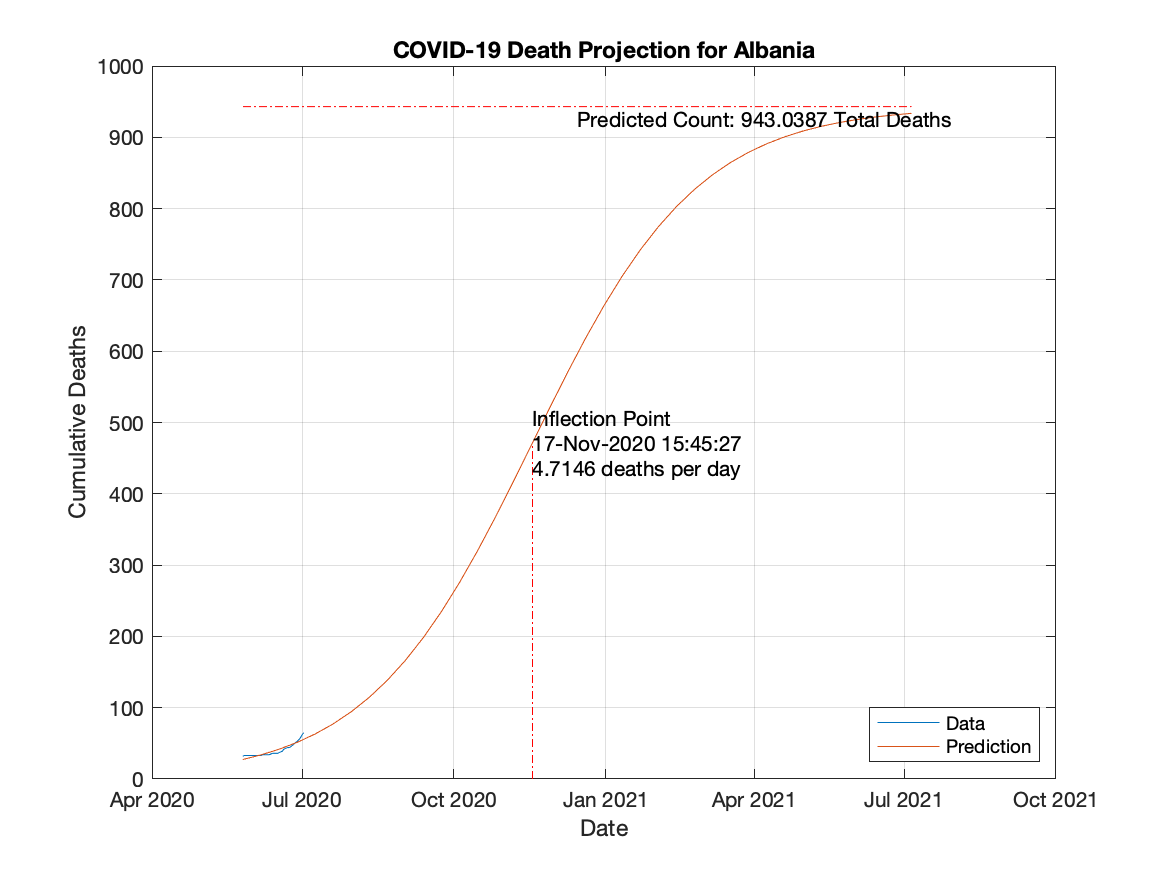 COVID-19 Death Projection for Albania
1000
900
800
700
600
500
400
300
200
100
0
Cumulative Deaths
Predicted Count: 943.0387 Total Deaths
Inflection Point
17-Nov-2020 15:45:27
4.7146 deaths per day
Data
Prediction
Apr 2020 Jul 2020 Oct 2020 Jan 2021 Apr 2021 Jul 2021 Oct 2021
Date